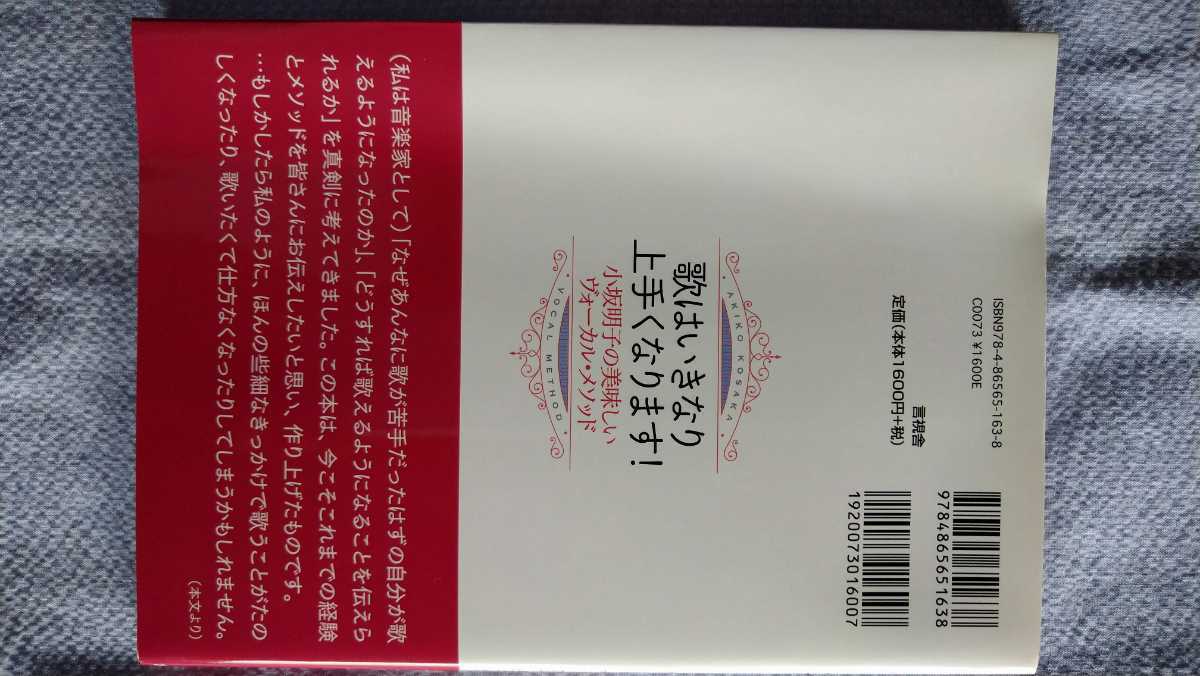 ISBN978-4-86565-163-8
C0073 ¥1600E
言視舎
定価(本体1600円+税)
9784865651638
1920073016007
AKIKO KOSAKA
歌はいきなり
上手くなります!
小坂明子の美味しい
ヴォーカル・メソッド
VOCAL METHOD
(私は音楽家として)「なぜあんなに歌が苦手だったはずの自分が歌
えるようになったのか」、「どうすれば歌えるようになることを伝えら
れるか」を真剣に考えてきました。この本は、今こそこれまでの経験
とメソッドを皆さんにお伝えしたいと思い、作り上げたものです。
…もしかしたら私のように、ほんの些細なきっかけで歌うことがたの
しくなったり、歌いたくて仕方なくなったりしてしまうかもしれません。
(本文より)